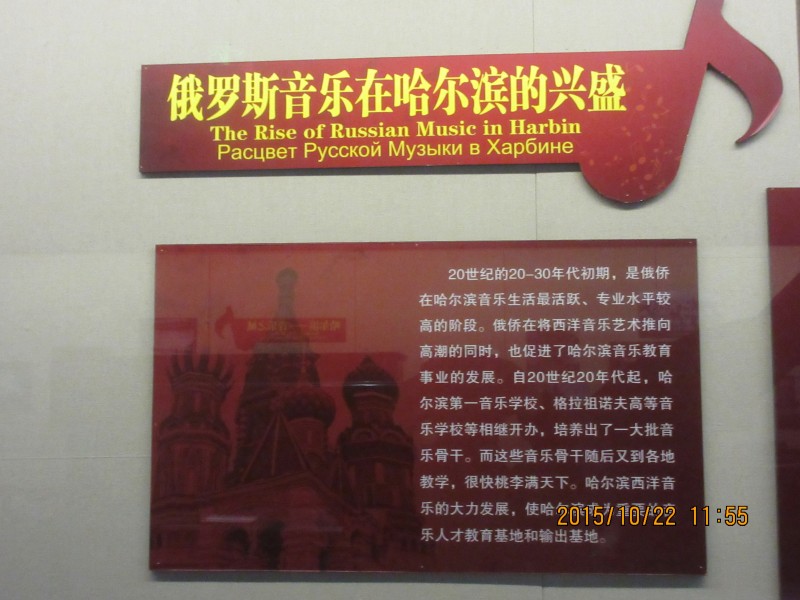 俄罗斯音乐在哈尔滨的兴盛
The Rise of Russian Music in Harbin
Расцвет Русской Музыки в Харбине
20世纪的20-30年代初期，是俄侨
在哈尔滨音乐生活最活跃、专业水平较
高的阶段。俄侨在将西洋音乐艺术推向
高潮的同时，也促进了哈尔滨音乐教育
事业的发展。自20世纪20年代起，哈
尔滨第一音乐学校、格拉祖诺夫高等音
乐学校等相继开办，培养出了一大批音
乐骨干。而这些音乐骨干随后又到各地
教学，很快桃李满天下。哈尔滨西洋音
乐的大力发展，使哈尔滨
乐人才教育基地和输出基地。
2015/10/22 11:55